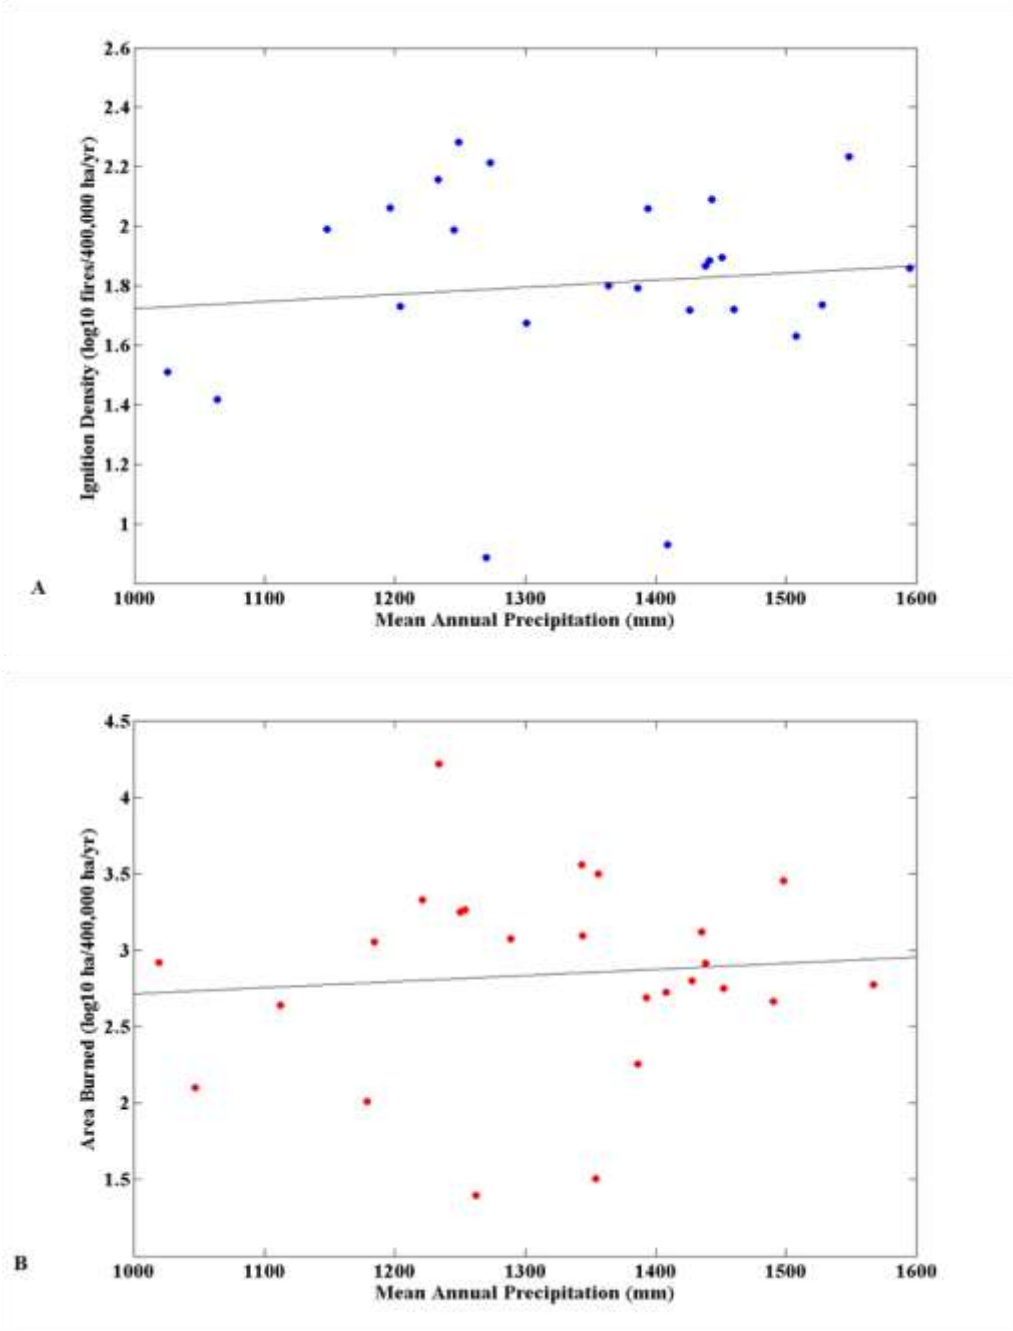 2.6
2.4
2.2
2
1.8
1.6
1.4
1.2
1
Ignition Density (log10 fires/400,000 ha/yr)
1000 1100 1200 1300 1400 1500 1600
Mean Annual Precipitation (mm)
A
4.5
4
3.5
3
2.5
2
1.5
Area Burned (log10 ha/400,000 ha/yr)
1000 1100 1200 1300 1400 1500 1600
Mean Annual Precipitation (mm)
B